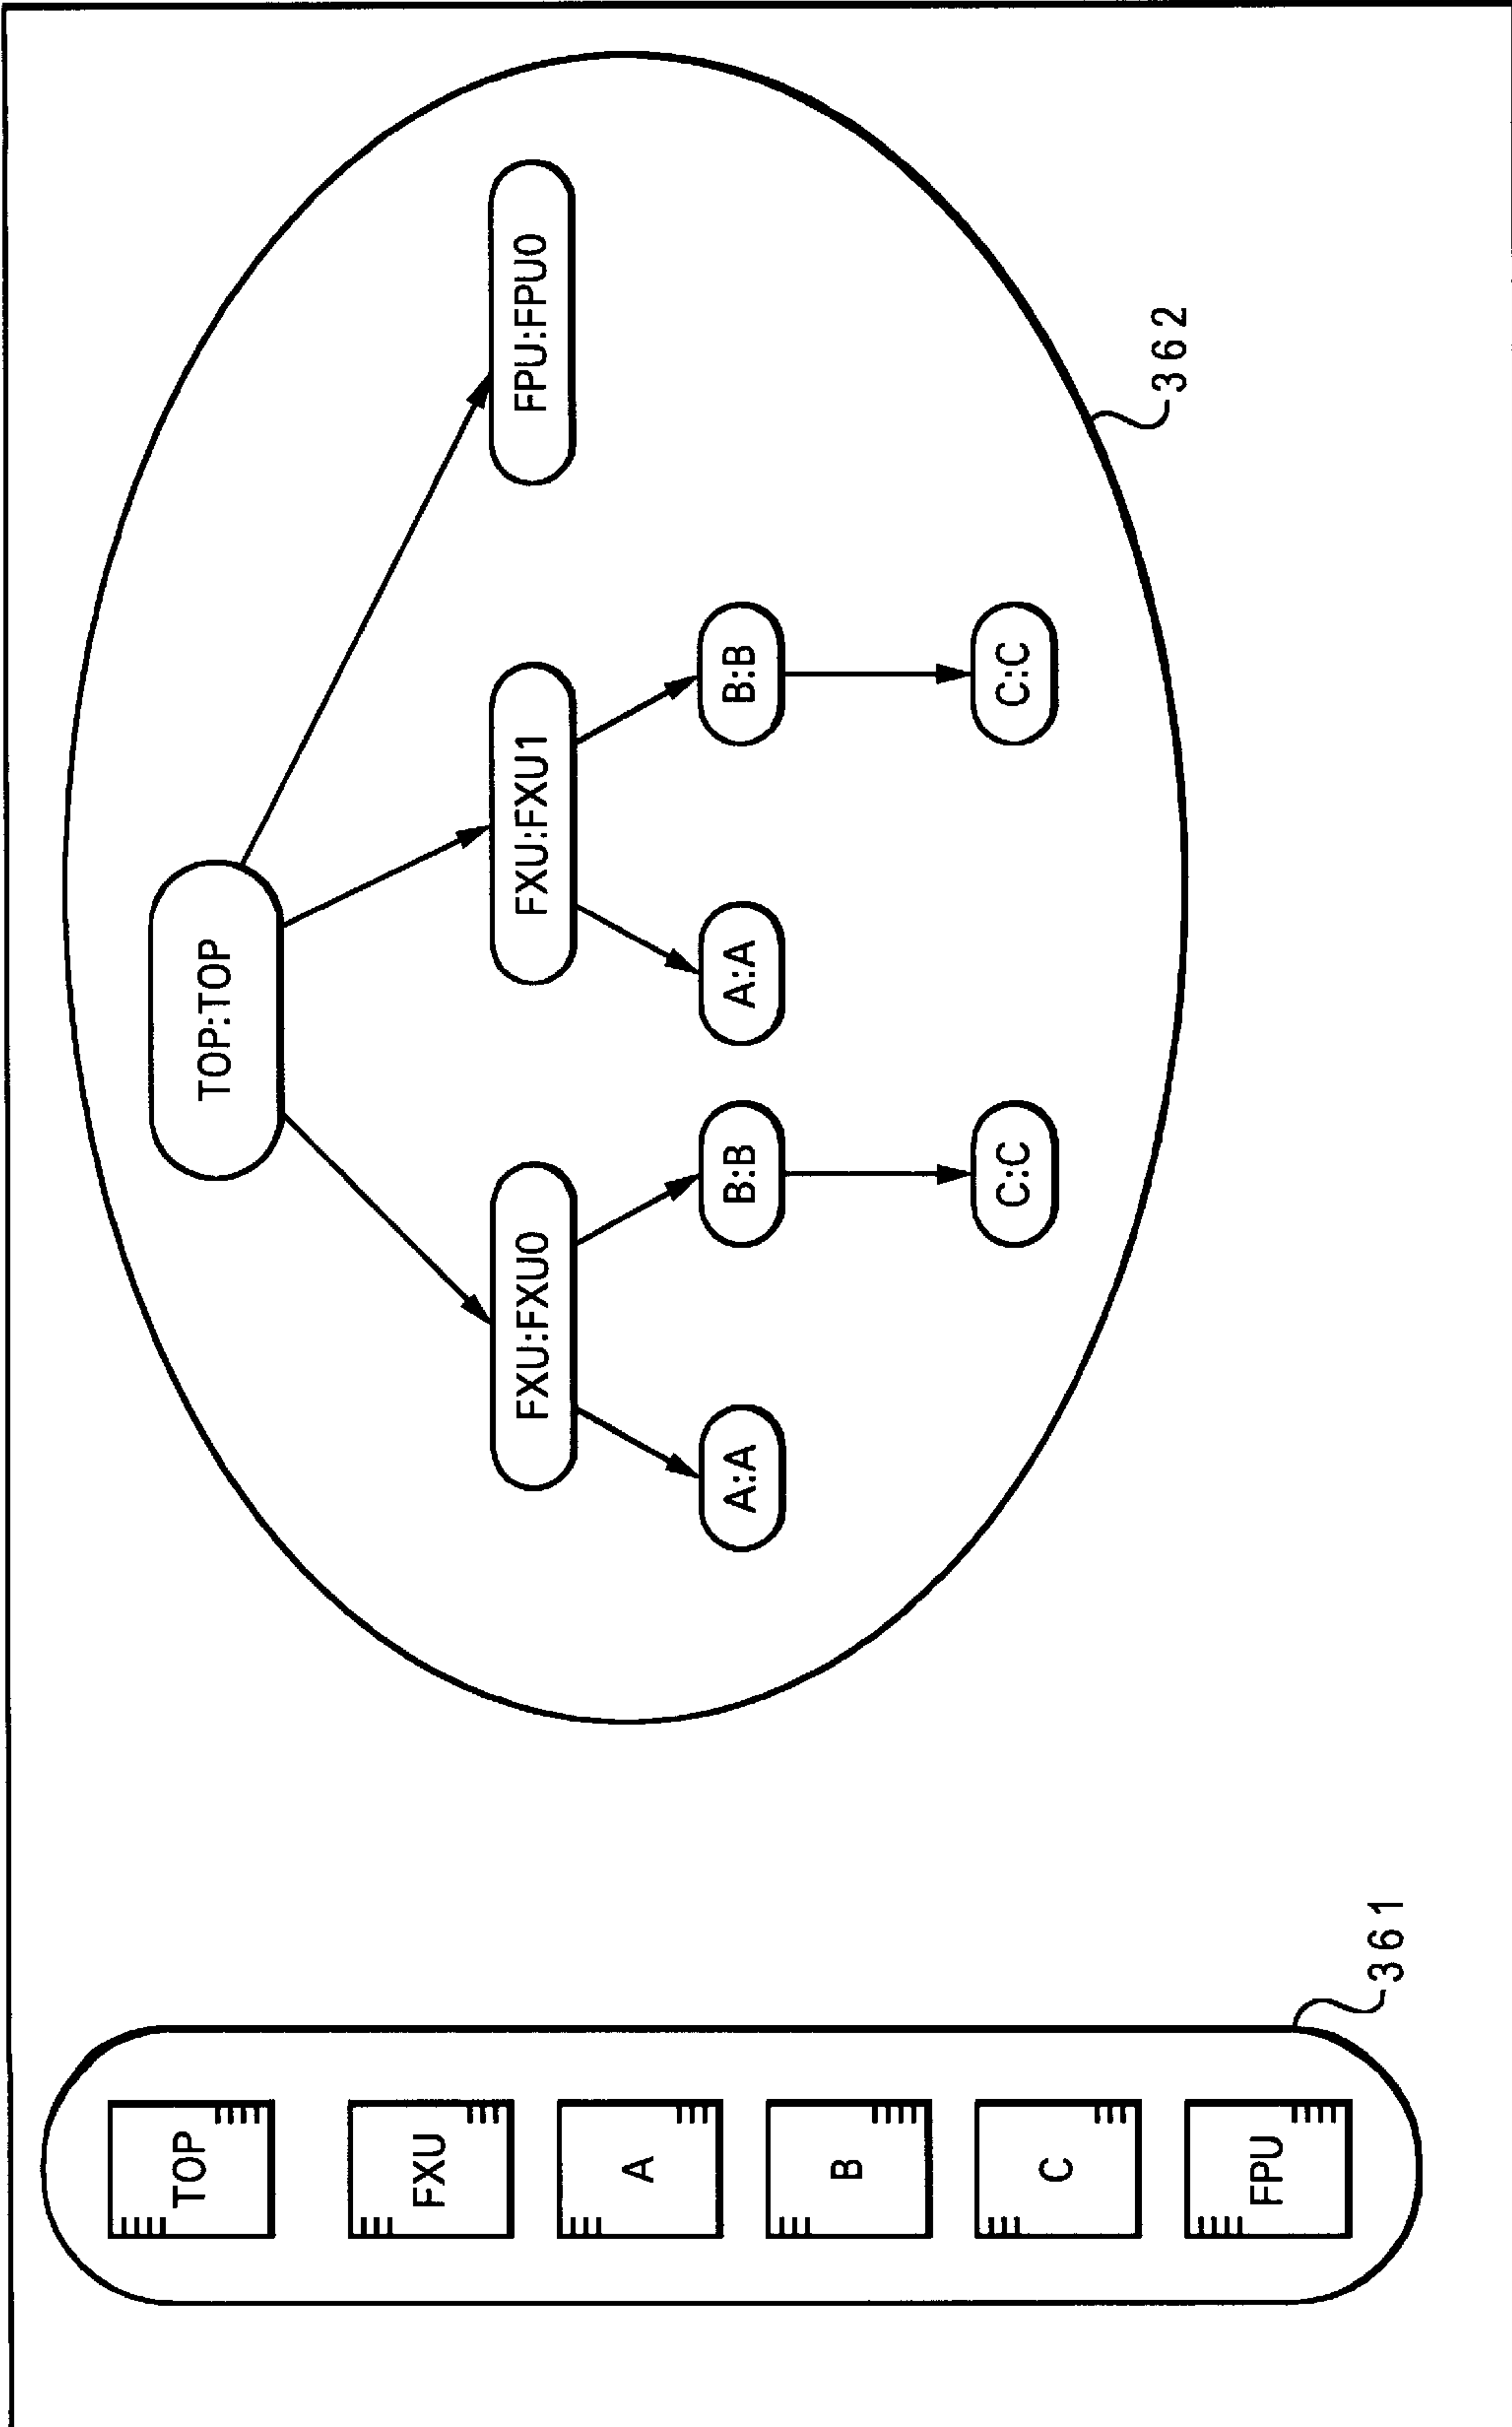 TOP
FXU
A
B
C
FPU
361
TOP:TOP
FXU:FXU0
FXU:FXU1
FPU:FPU0
A:A
B:B
A:A
B:B
C:C
C:C
362